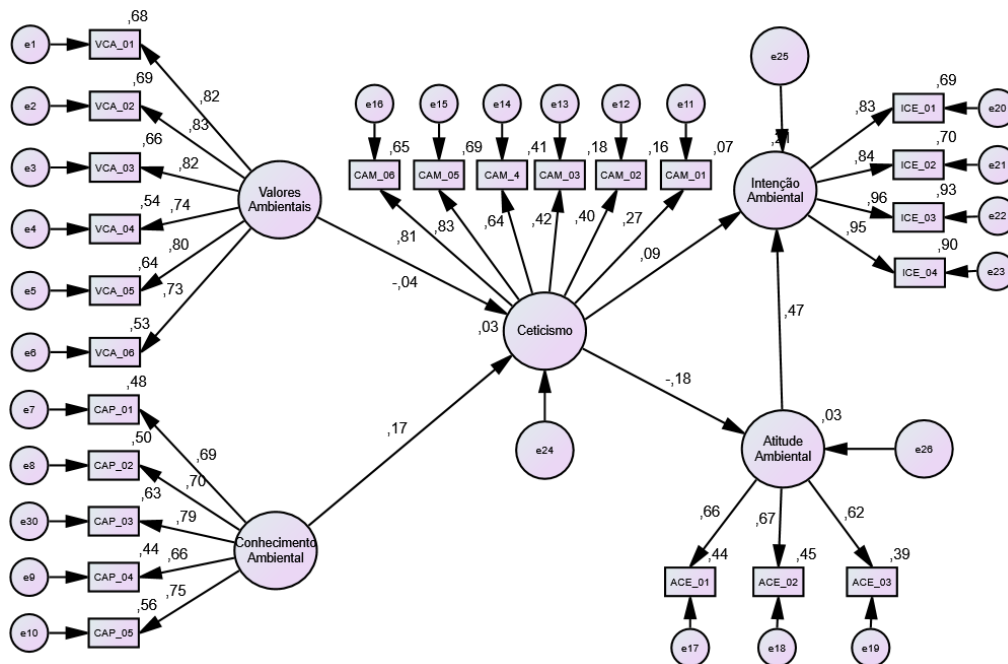 ,68
e1
VCA_01
,82
,69
e2
VCA_02
,83
,66
e3
VCA_03
,82
,54
e4
VCA_04
,74
,64
e5
VCA_05
,80
,53
e6
VCA_06
,73
Valores
Ambientais
,48
e7
CAP_01
,69
,50
e8
CAP_02
,70
,63
e30
CAP_03
,79
,44
e9
CAP_04
,66
,56
e10
CAP_05
,75
Conhecimento
Ambiental
-,04
,17
e16
e15
e14
e13
e12
e11
,65
,69
,41
,18
,16
,07
CAM_06
CAM_05
CAM_4
CAM_03
CAM_02
CAM_01
,81
,83
,64
,42
,40
,27
,03
Ceticismo
e24
,09
-,18
e25
Intenção
Ambiental
,47
,69
ICE_01
e20
,83
,70
ICE_02
e21
,84
,93
ICE_03
e22
,96
,90
ICE_04
e23
,95
,03
Atitude
Ambiental
e26
,66
,67
,62
,44
,45
,39
ACE_01
ACE_02
ACE_03
e17
e18
e19